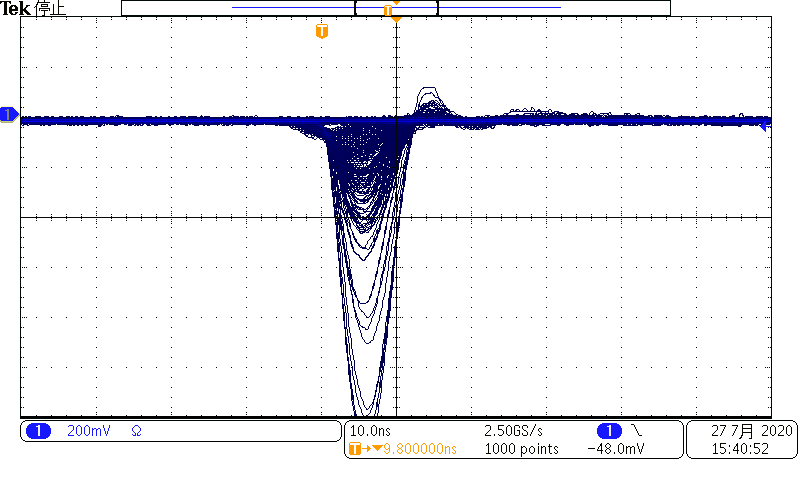 Tek 停止
T
T
1
1 200mV Ω
10.0ns 2.50GS/s 1
T→▼9.800000ns 1000 points −48.0mV
27 7月 2020
15:40:52